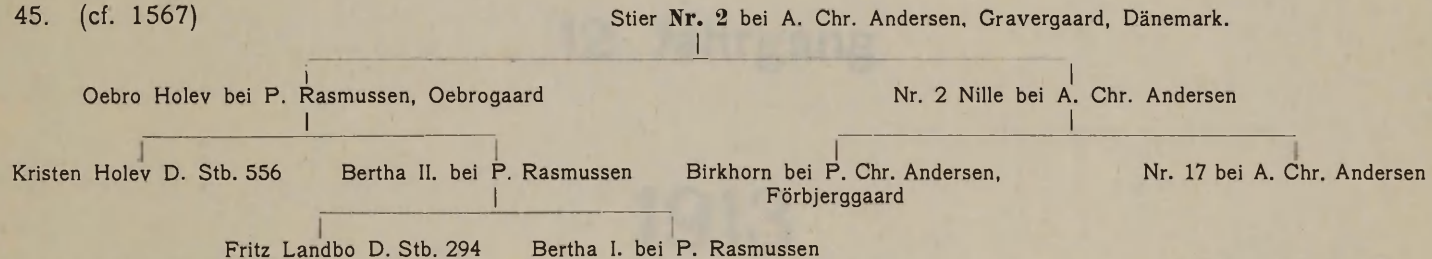 45. (cf. 1567) Stier Nr. 2 bei A. Chr. Andersen, Gravergaard, Dänemark.
Oebro Holev bei P. Rasmussen, Oebrogaard Nr. 2 Nille bei A. Chr. Andersen
Kristen Holev D. Stb. 556 Bertha II. bei P. Rasmussen Birkhorn bei P. Chr. Andersen, Nr. 17 bei A. Chr. Andersen
Förbjerggaard
Fritz Landbo D. Stb. 294 Bertha I. bei P. Rasmussen